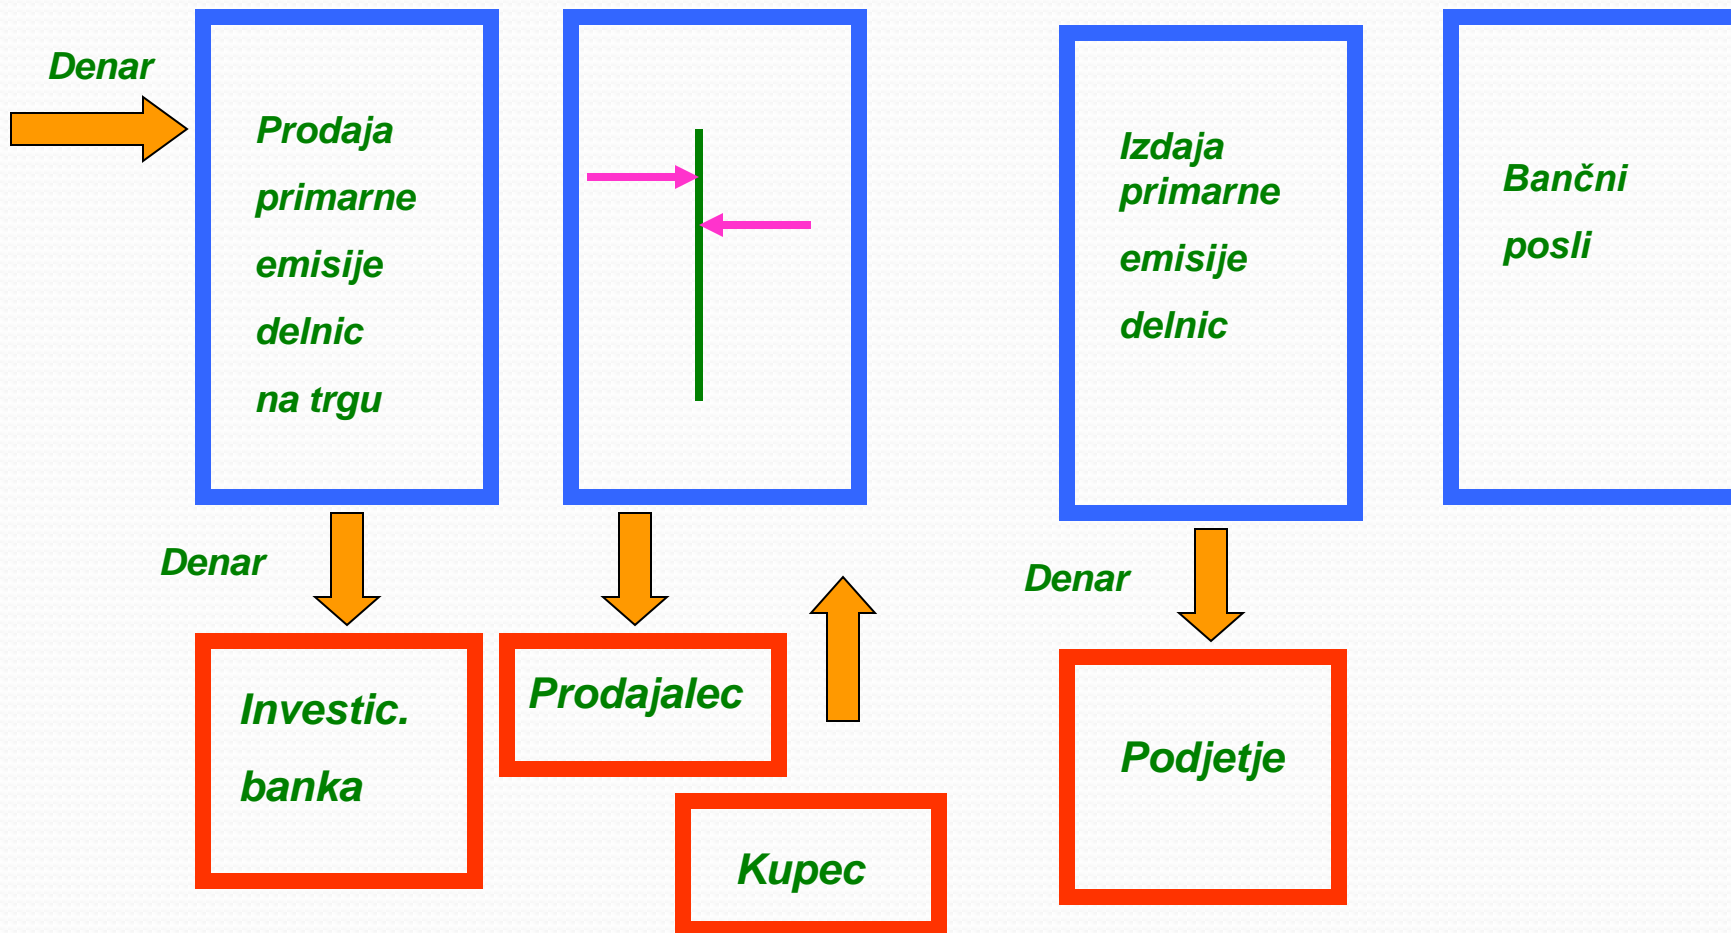 Denar
Prodaja
primarne
emisije
delnic
na trgu
Izdaja
primarne
emisije
delnic
Bančni
posli
Denar
Denar
Investic.
banka
Prodajalec
Kupec
Podjetje